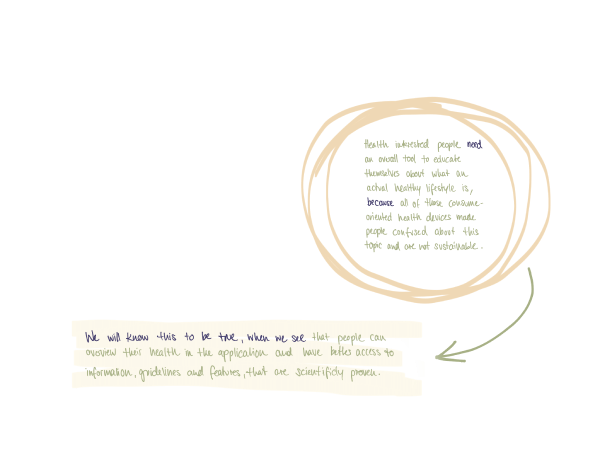 Health interested people need
an overall tool to educate
themselves about what an
actual healthy lifestyle is,
because all of those consume-
oriented health devices made
people confused about this
topic and are not sustainable.
We will know this to be true, when we see that people can
overview their health in the application and have better access to
information, guidelines and features, that are scientificly proven.